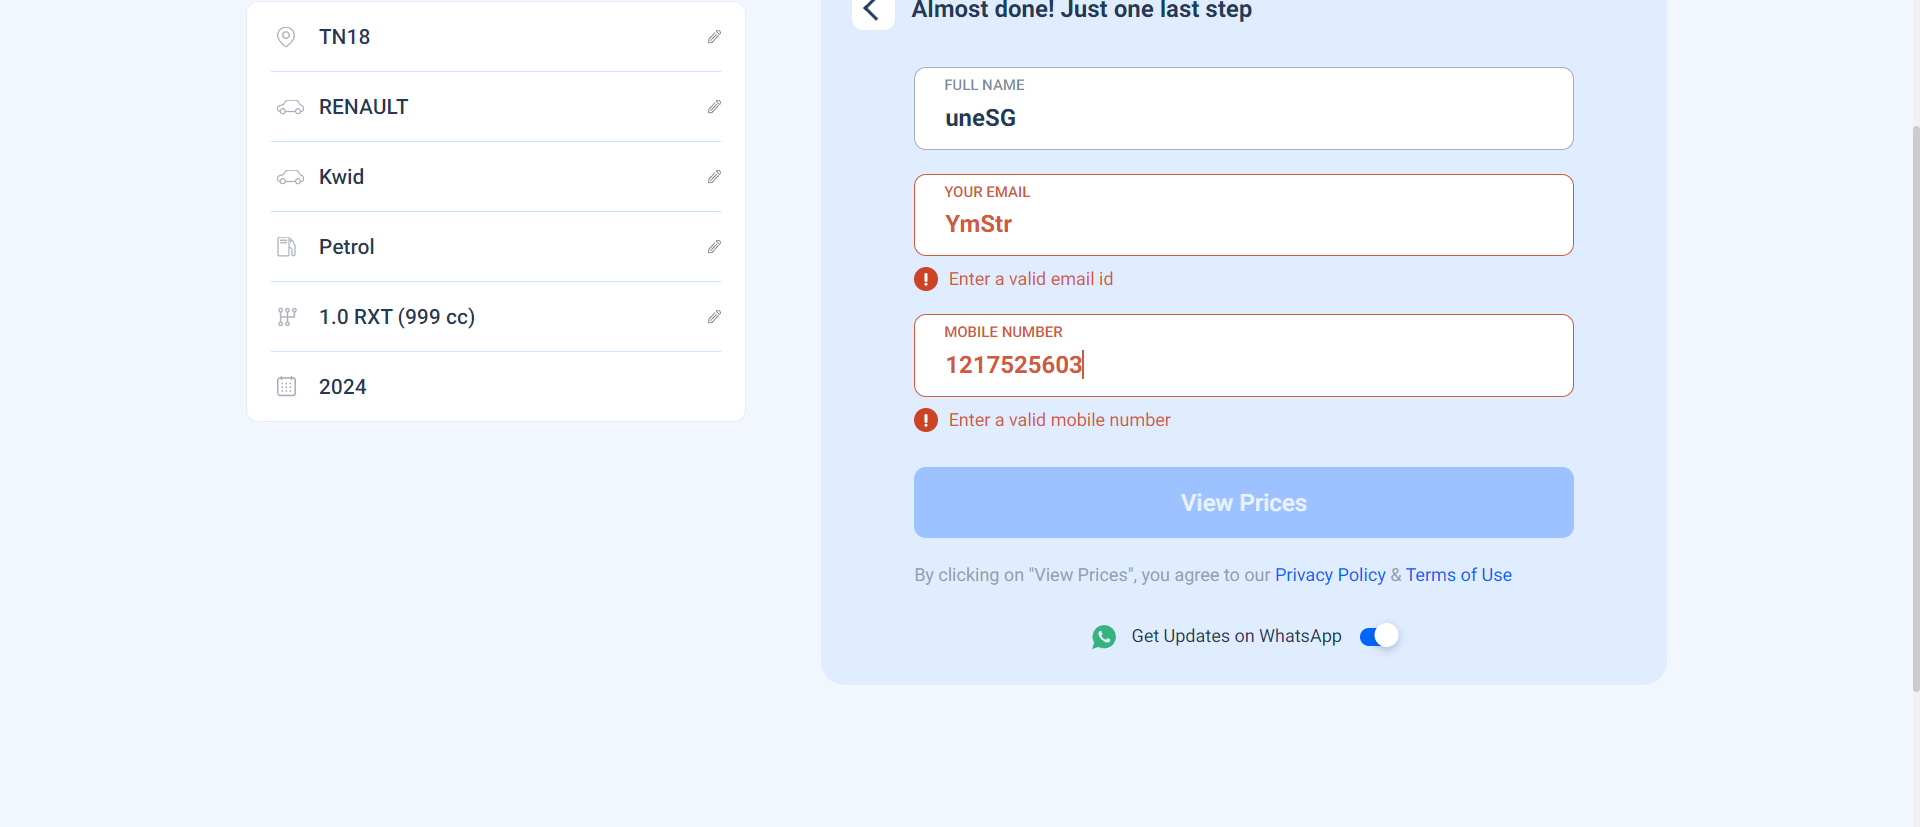 TN18
RENAULT
Kwid
Petrol
1.0 RXT (999 cc)
2024
Almost done! Just one last step
FULL NAME
uneSG
YOUR EMAIL
YmStr
Enter a valid email id
MOBILE NUMBER
1217525603
Enter a valid mobile number
View Prices
By clicking on "View Prices", you agree to our Privacy Policy & Terms of Use
Get Updates on WhatsApp